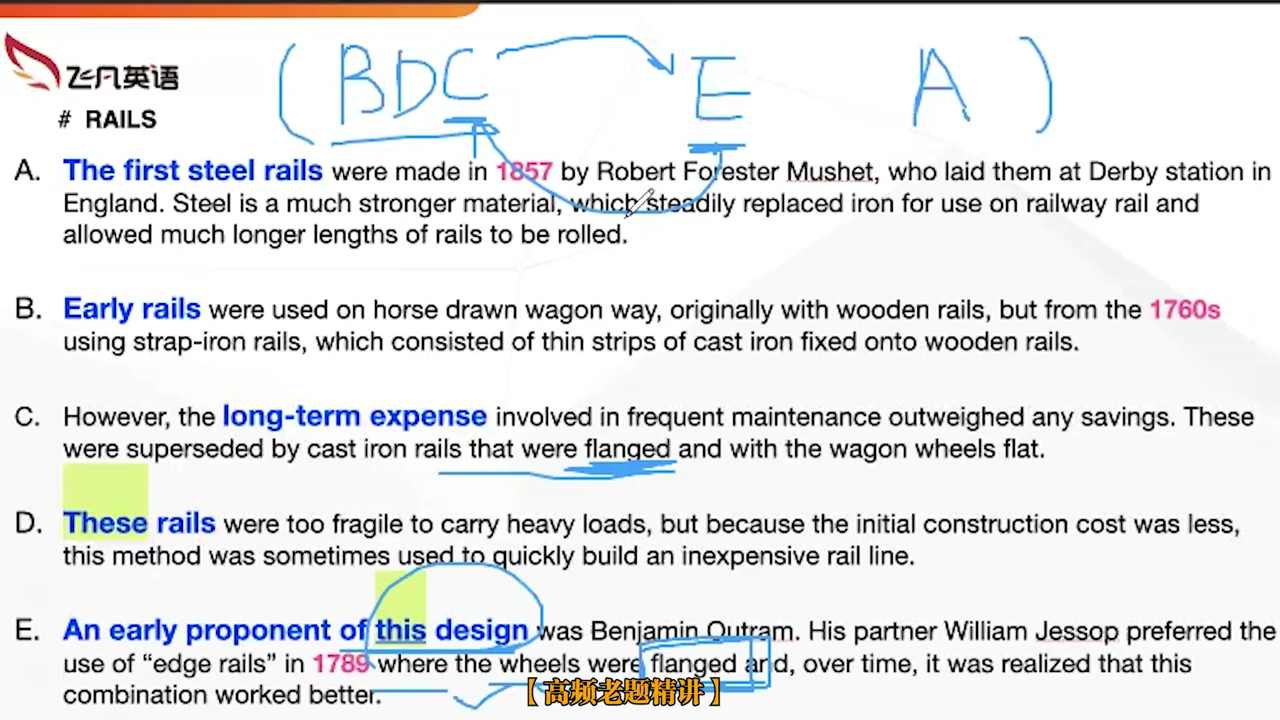 ( BDC E A )
飞凡英语
# RAILS
A. The first steel rails were made in 1857 by Robert Forester Mushet, who laid them at Derby station in
England. Steel is a much stronger material, which steadily replaced iron for use on railway rail and
allowed much longer lengths of rails to be rolled.
B. Early rails were used on horse drawn wagon way, originally with wooden rails, but from the 1760s
using strap-iron rails, which consisted of thin strips of cast iron fixed onto wooden rails.
C. However, the long-term expense involved in frequent maintenance outweighed any savings. These
were superseded by cast iron rails that were flanged and with the wagon wheels flat.
D. These rails were too fragile to carry heavy loads, but because the initial construction cost was less,
this method was sometimes used to quickly build an inexpensive rail line.
E. An early proponent of this design was Benjamin Outram. His partner William Jessop preferred the
use of “edge rails” in 1789 where the wheels were flanged and, over time, it was realized that this
combination worked better.
【高频老题精讲】